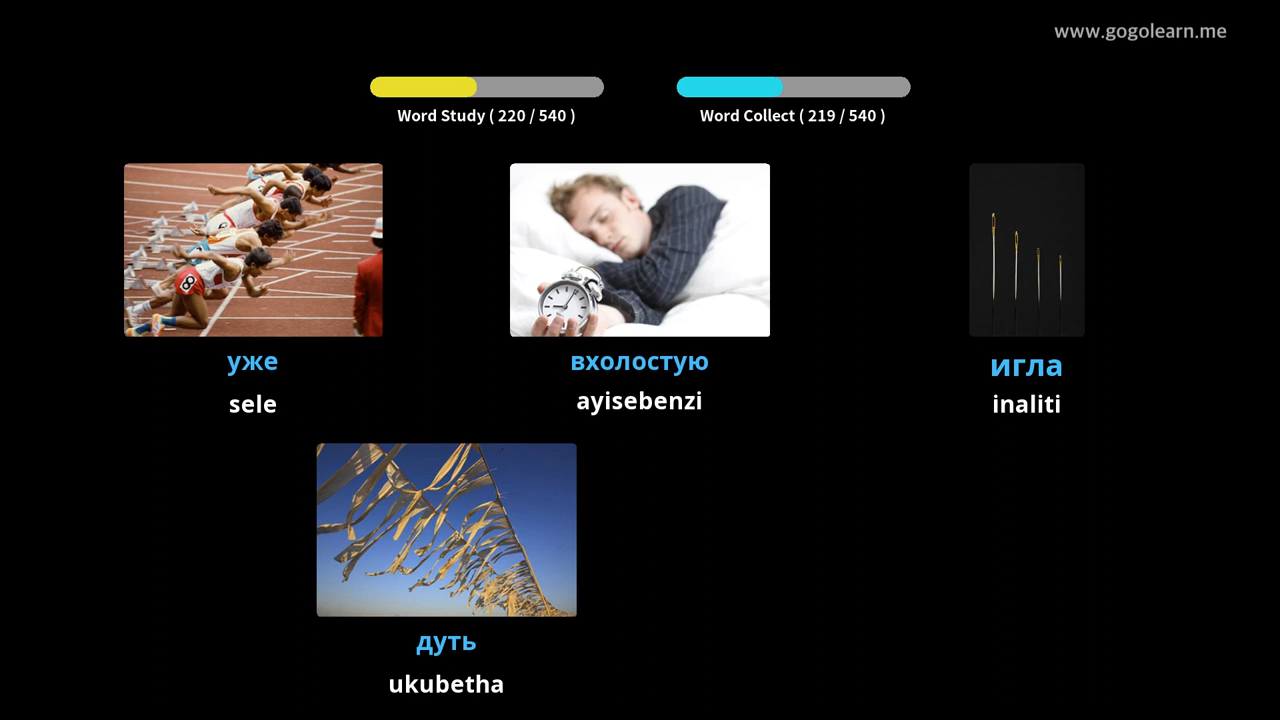 www.gogolearn.me
Word Study ( 220 / 540 )
Word Collect ( 219 / 540 )
уже
sele
вхолостую
ayisebenzi
игла
inaliti
дуть
ukubetha